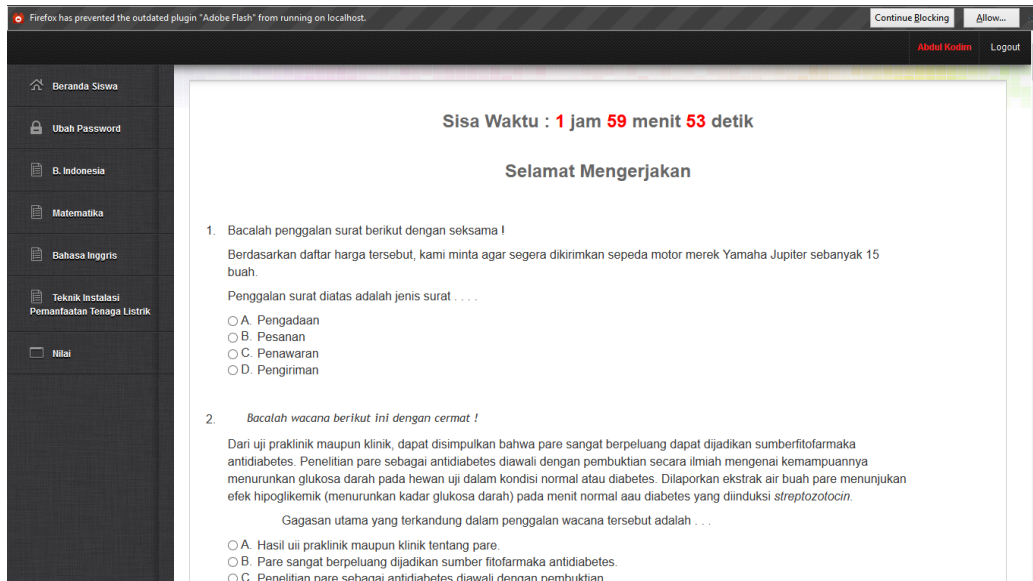 Firefox has prevented the outdated plugin "Adobe Flash" from running on localhost.
Continue Blocking
Allow...
Abdul Kodim
Logout
Beranda Siswa
Ubah Password
B. Indonesia
Matematika
Bahasa Inggris
Teknik Instalasi
Pemanfaatan Tenaga Listrik
Nilai
Sisa Waktu : 1 jam 59 menit 53 detik
Selamat Mengerjakan
1. Bacalah penggalan surat berikut dengan seksama !
Berdasarkan daftar harga tersebut, kami minta agar segera dikirimkan sepeda motor merek Yamaha Jupiter sebanyak 15
buah.
Penggalan surat diatas adalah jenis surat . . . .
A. Pengadaan
B. Pesanan
C. Penawaran
D. Pengiriman
2. Bacalah wacana berikut ini dengan cermat !
Dari uji praklinik maupun klinik, dapat disimpulkan bahwa pare sangat berpeluang dapat dijadikan sumberfitofarmaka
antidiabetes. Penelitian pare sebagai antidiabetes diawali dengan pembuktian secara ilmiah mengenai kemampuannya
menurunkan glukosa darah pada hewan uji dalam kondisi normal atau diabetes. Dilaporkan ekstrak air buah pare menunjukan
efek hipoglikemik (menurunkan kadar glukosa darah) pada menit normal aau diabetes yang diinduksi streptozotocin.
Gagasan utama yang terkandung dalam penggalan wacana tersebut adalah . . .
A. Hasil uii praklinik maupun klinik tentang pare.
B. Pare sangat berpeluang dijadikan sumber fitofarmaka antidiabetes.
C. Penelitian pare sebagai antidiabetes diawali dengan pembuktian